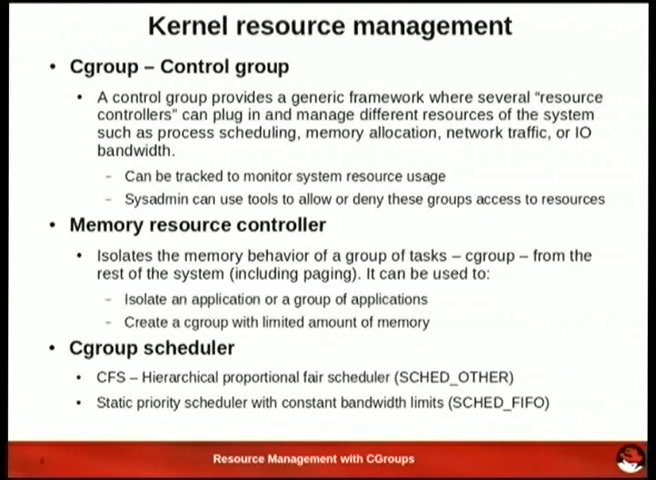 Kernel resource management
• Cgroup – Control group
• A control group provides a generic framework where several “resource
controllers” can plug in and manage different resources of the system
such as process scheduling, memory allocation, network traffic, or IO
bandwidth.
– Can be tracked to monitor system resource usage
– Sysadmin can use tools to allow or deny these groups access to resources
• Memory resource controller
• Isolates the memory behavior of a group of tasks – cgroup – from the
rest of the system (including paging). It can be used to:
– Isolate an application or a group of applications
– Create a cgroup with limited amount of memory
• Cgroup scheduler
• CFS – Hierarchical proportional fair scheduler (SCHED_OTHER)
• Static priority scheduler with constant bandwidth limits (SCHED_FIFO)
Resource Management with CGroups